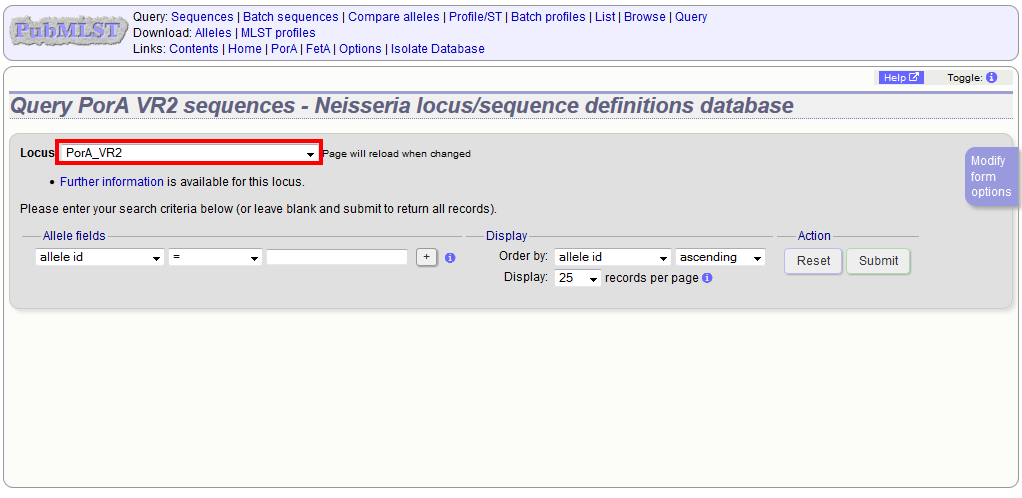 PubMLST
Query: Sequences | Batch sequences | Compare alleles | Profile/ST | Batch profiles | List | Browse | Query
Download: Alleles | MLST profiles
Links: Contents | Home | PorA | FetA | Options | Isolate Database
Help Toggle: i
Query PorA VR2 sequences - Neisseria locus/sequence definitions database
Locus PorA_VR2 Page will reload when changed
Modify
form
options
• Further information is available for this locus.
Please enter your search criteria below (or leave blank and submit to return all records).
Allele fields Display Action
allele id = + i Order by: allele id ascending Reset Submit
Display: 25 records per page i